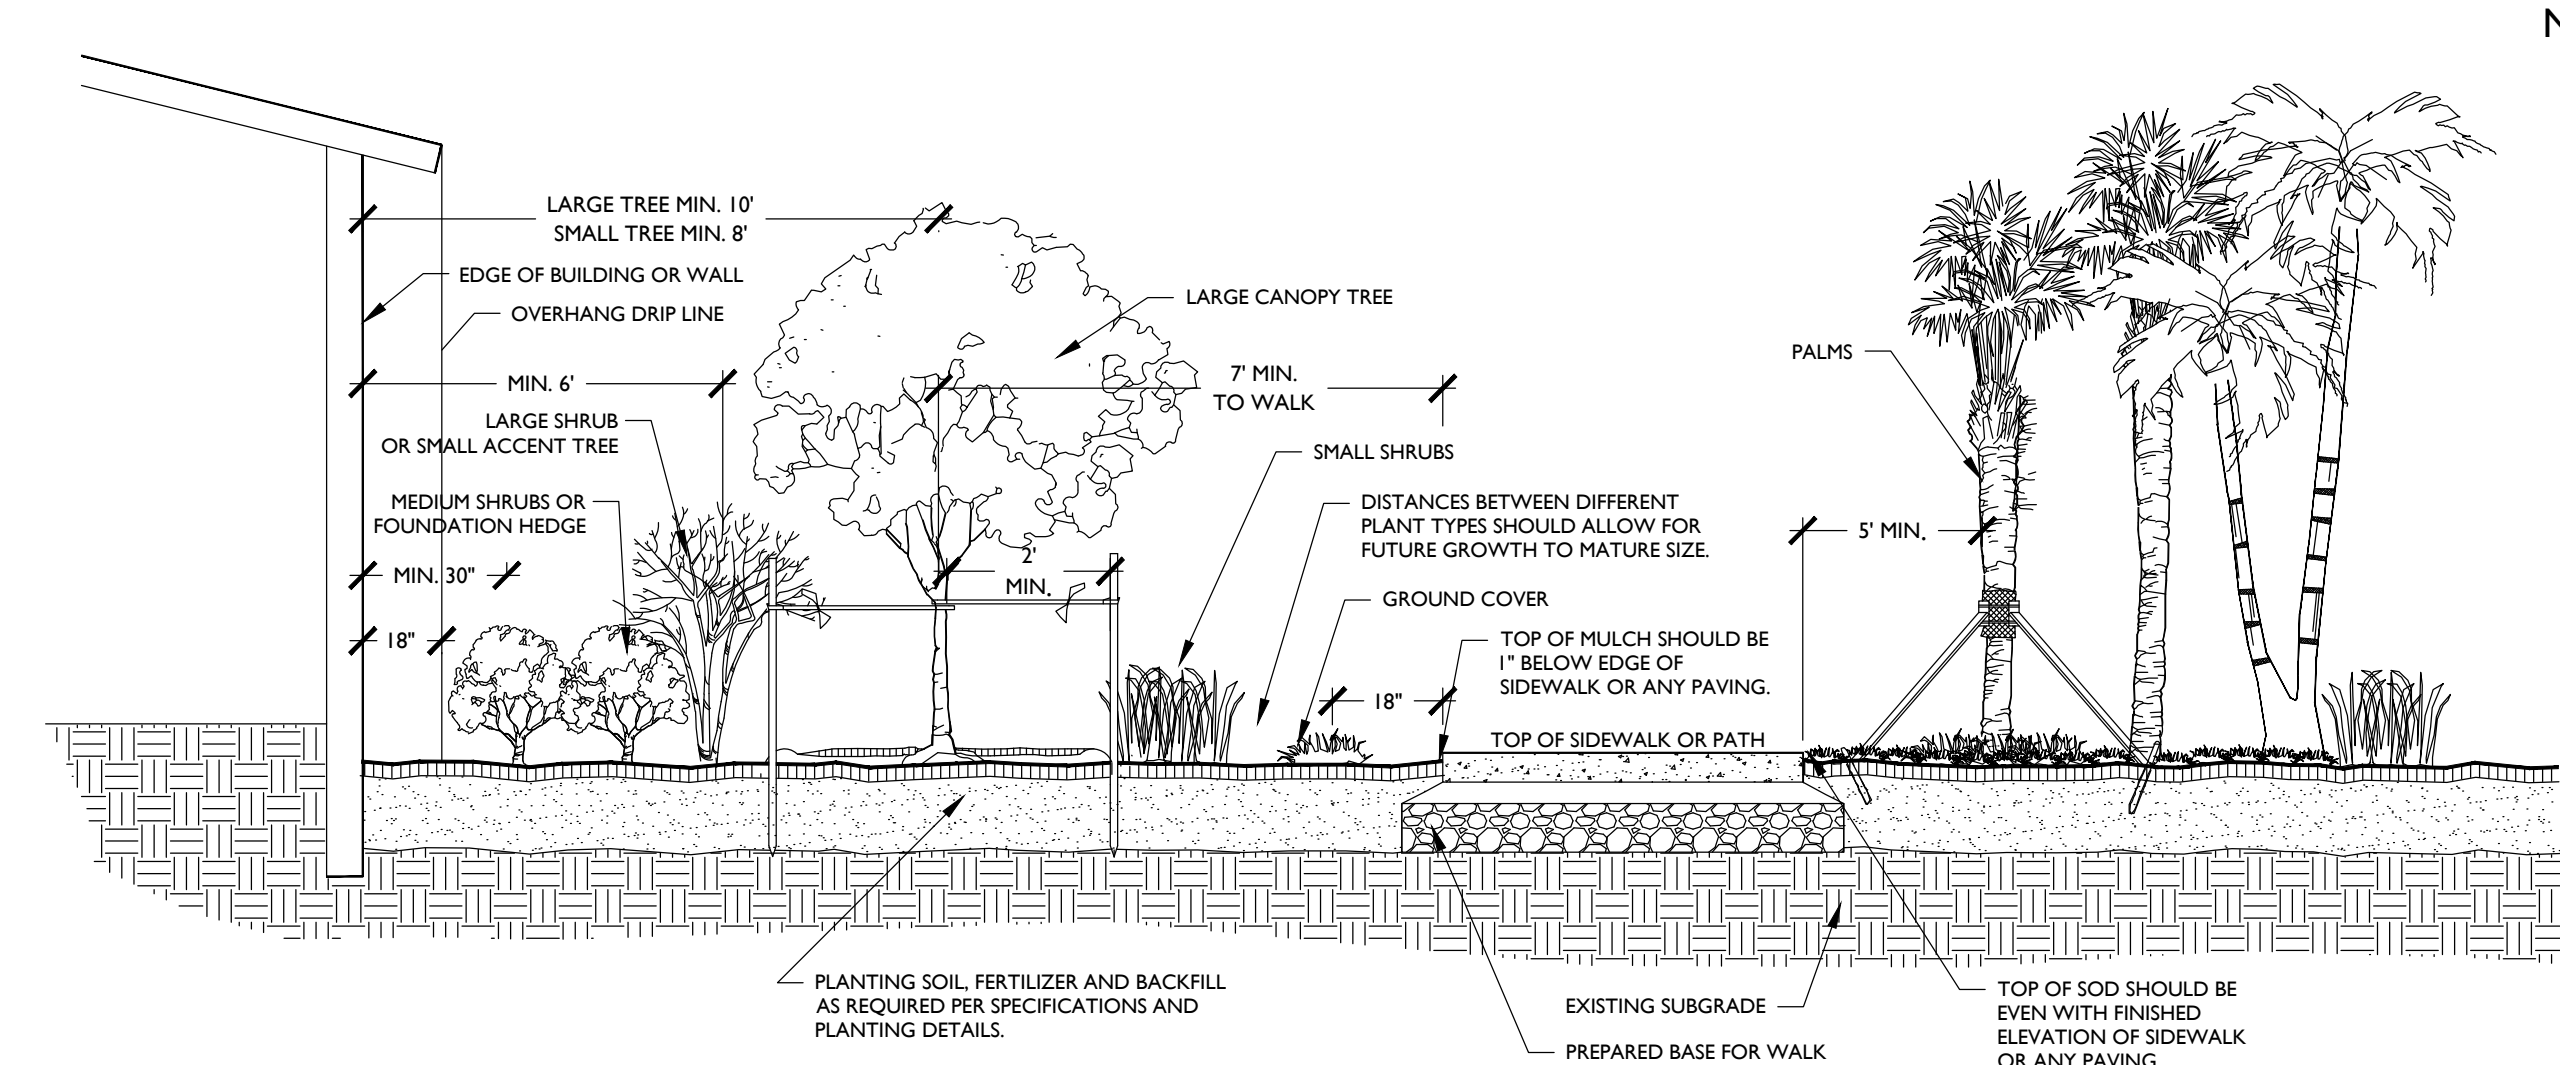 N
LARGE TREE MIN. 10'
SMALL TREE MIN. 8'
EDGE OF BUILDING OR WALL
OVERHANG DRIP LINE
LARGE CANOPY TREE
PALMS
MIN. 6'
7' MIN.
TO WALK
LARGE SHRUB
OR SMALL ACCENT TREE
SMALL SHRUBS
MEDIUM SHRUBS OR
FOUNDATION HEDGE
DISTANCES BETWEEN DIFFERENT
PLANT TYPES SHOULD ALLOW FOR
FUTURE GROWTH TO MATURE SIZE.
5' MIN.
MIN. 30"
2'
MIN.
GROUND COVER
18"
TOP OF MULCH SHOULD BE
1" BELOW EDGE OF
SIDEWALK OR ANY PAVING.
18"
TOP OF SIDEWALK OR PATH
PLANTING SOIL, FERTILIZER AND BACKFILL
AS REQUIRED PER SPECIFICATIONS AND
PLANTING DETAILS.
EXISTING SUBGRADE
PREPARED BASE FOR WALK
TOP OF SOD SHOULD BE
EVEN WITH FINISHED
ELEVATION OF SIDEWALK
OR ANY PAVING